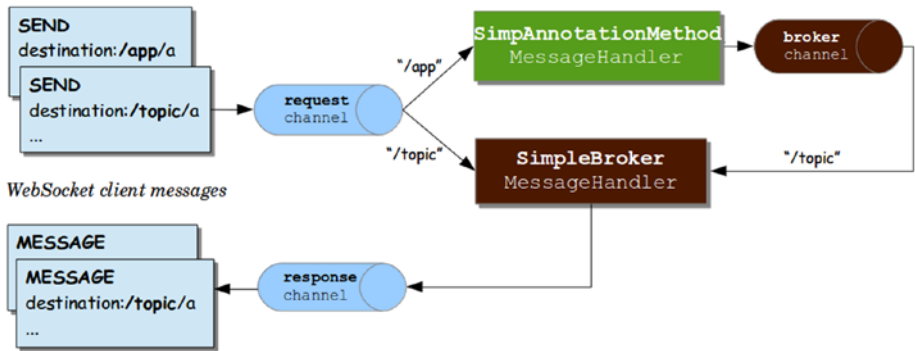 SEND
destination:/app/a
SEND
destination:/topic/a
...
WebSocket client messages
request
channel
"/app"
"/topic"
SimpAnnotationMethod
MessageHandler
broker
channel
"/topic"
SimpleBroker
MessageHandler
response
channel
MESSAGE
MESSAGE
destination:/topic/a
...